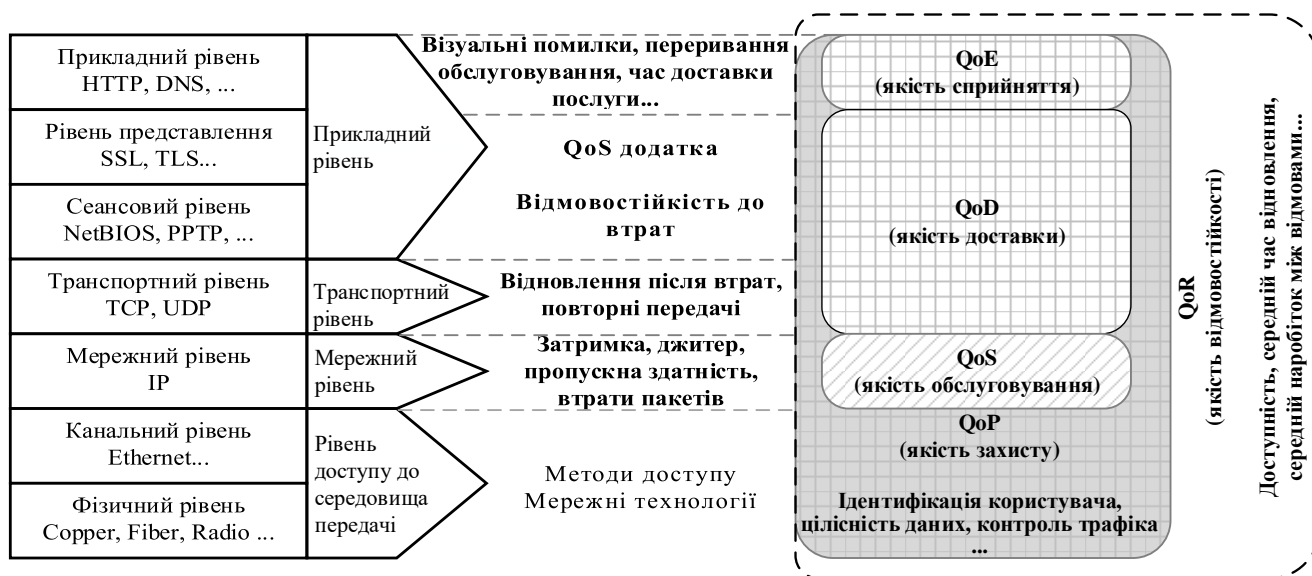 Прикладний рівень
HTTP, DNS, ...
Рівень представлення
SSL, TLS...
Сеансовий рівень
NetBIOS, PPTP, ...
Транспортний рівень
TCP, UDP
Мережний рівень
IP
Канальний рівень
Ethernet...
Фізичний рівень
Copper, Fiber, Radio ...
Прикладний
рівень
Транспортний
рівень
Мережний
рівень
Рівень
доступу до
середовища
передачі
Візуальні помилки, переривання
обслуговування, час доставки
послуги...
QoS додатка
Відмовостійкість до
втрат
Відновлення після втрат,
повторні передачі
Затримка, джитер,
пропускна здатність,
втрати пакетів
Методи доступу
Мережні технології
QoE
(якість сприйняття)
QoD
(якість доставки)
QoS
(якість обслуговування)
QoP
(якість захисту)
Ідентифікація користувача,
цілісність даних, контроль трафіка
...
QoR
(якість відмовостійкості)
Доступність, середній час відновлення,
середній наробіток між відмовами...